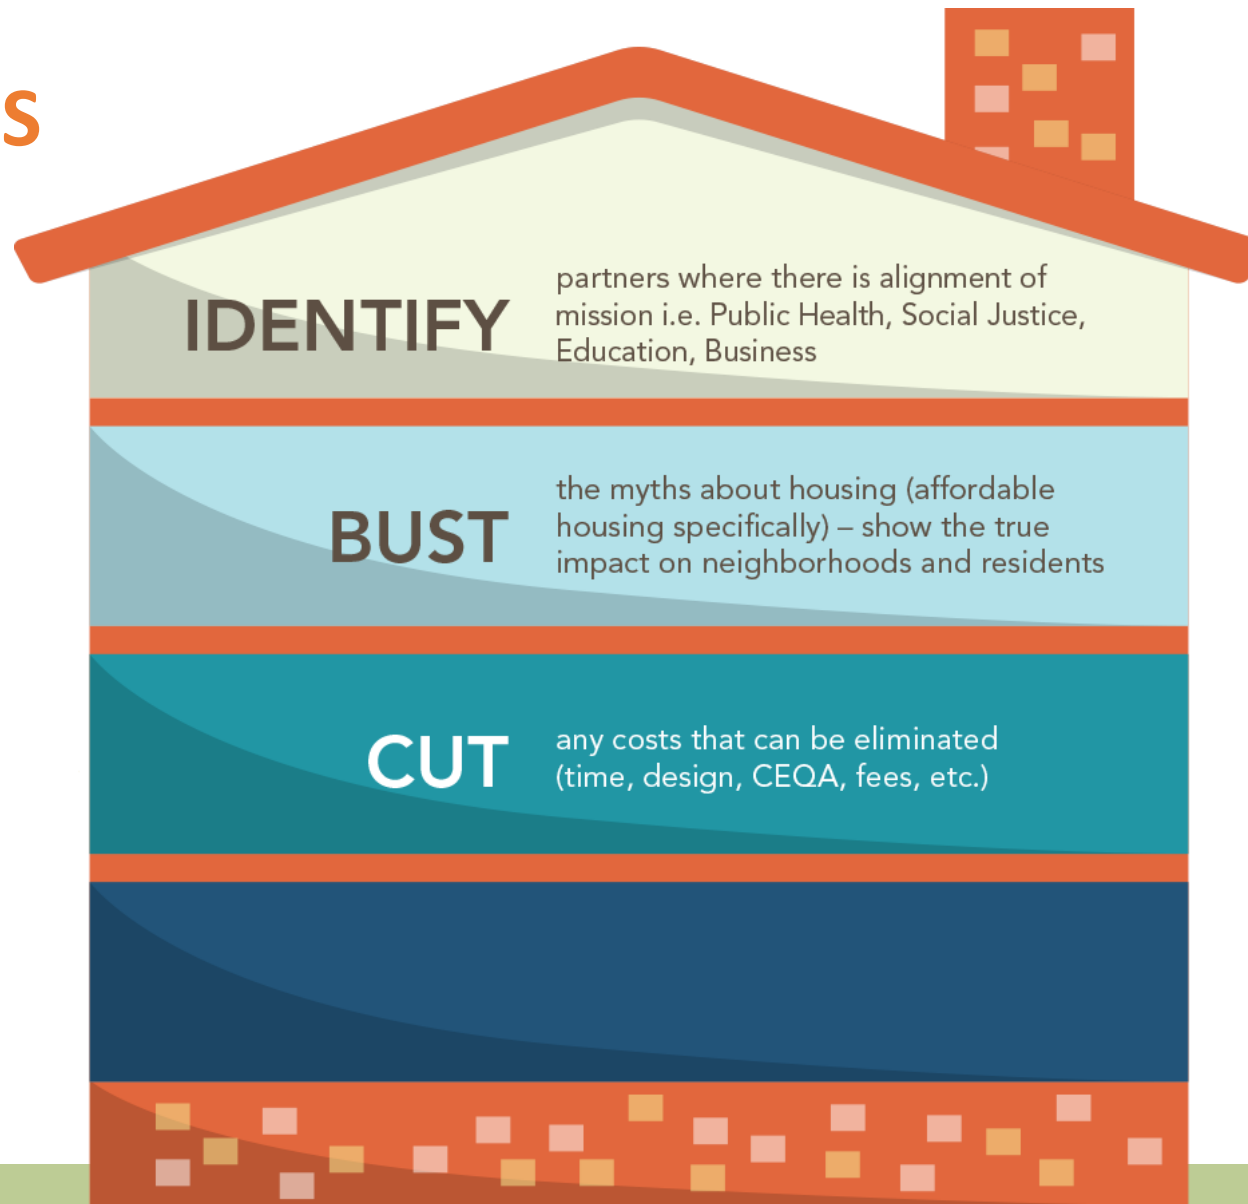 S
IDENTIFY
partners where there is alignment of
mission i.e. Public Health, Social Justice,
Education, Business
BUST
the myths about housing (affordable
housing specifically) – show the true
impact on neighborhoods and residents
CUT
any costs that can be eliminated
(time, design, CEQA, fees, etc.)